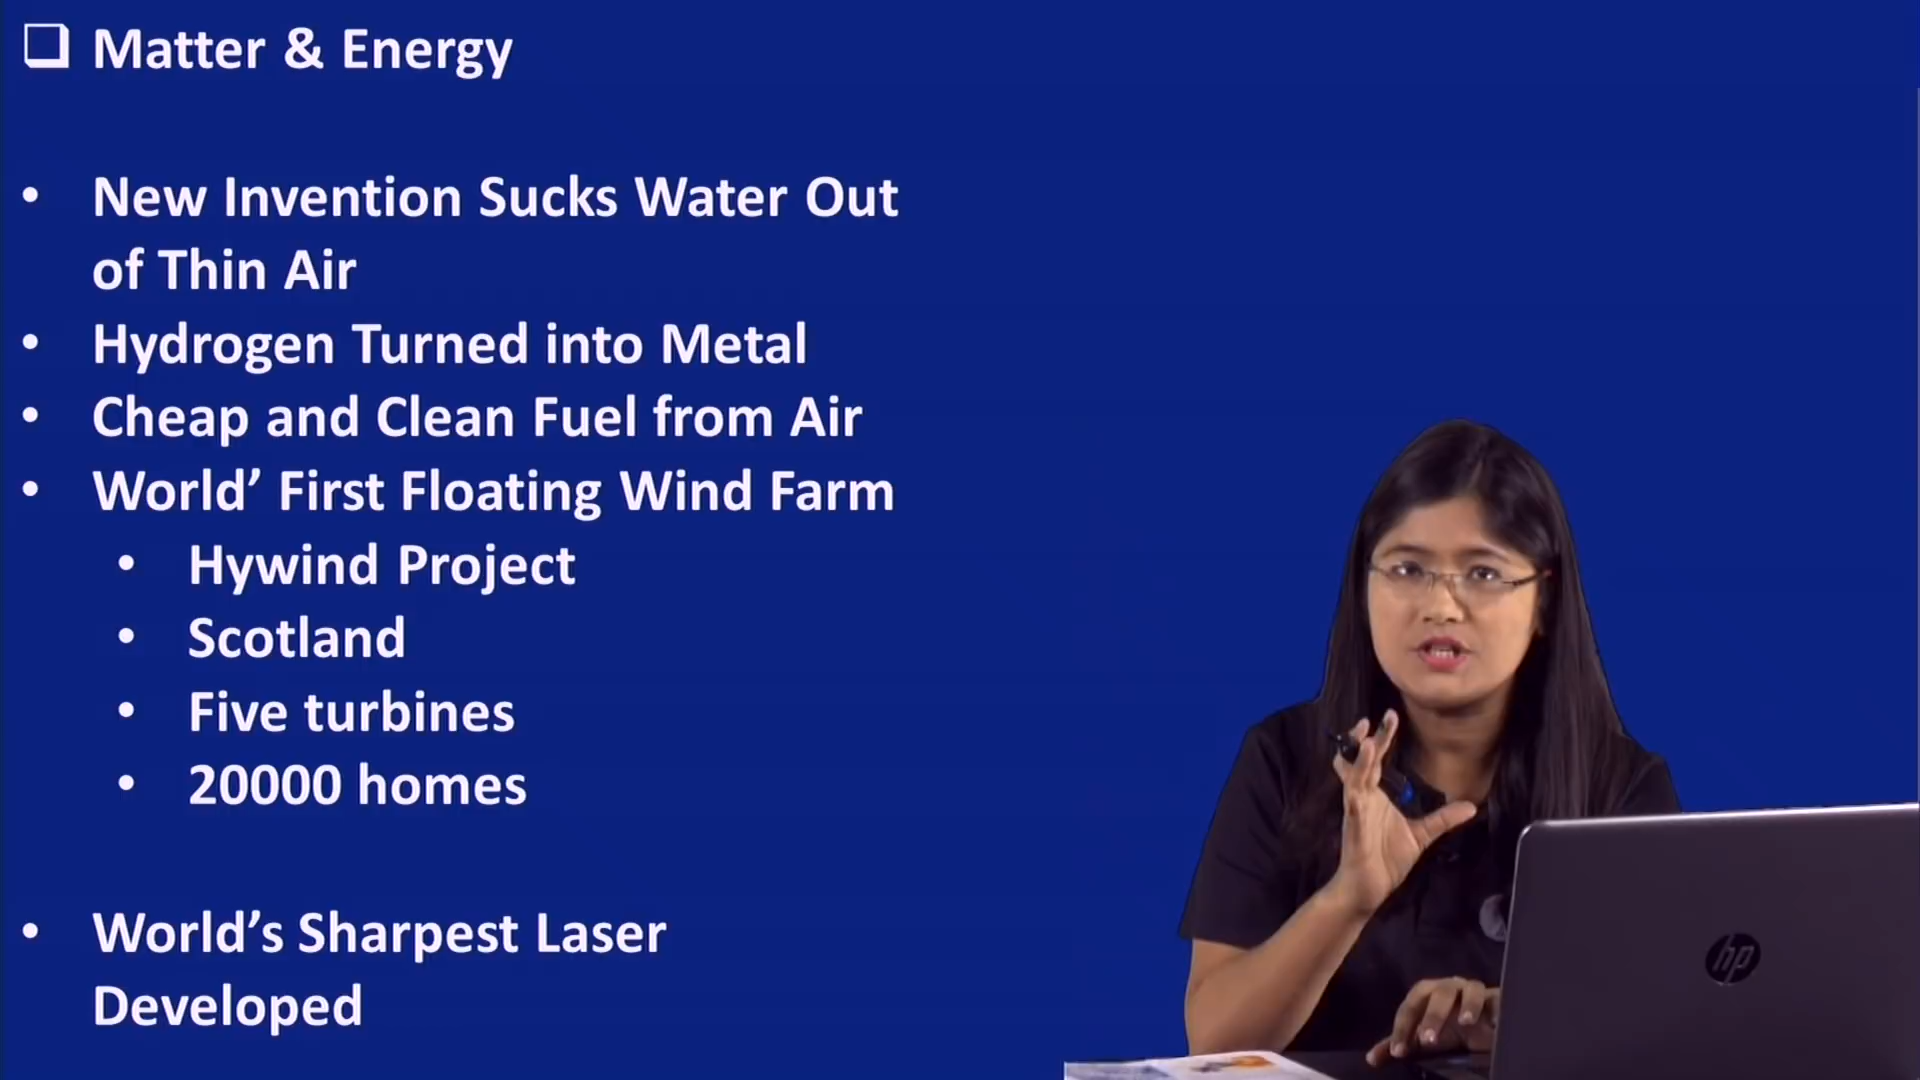 Matter & Energy
• New Invention Sucks Water Out
of Thin Air
• Hydrogen Turned into Metal
• Cheap and Clean Fuel from Air
• World’ First Floating Wind Farm
• Hywind Project
• Scotland
• Five turbines
• 20000 homes
• World’s Sharpest Laser
Developed
hp